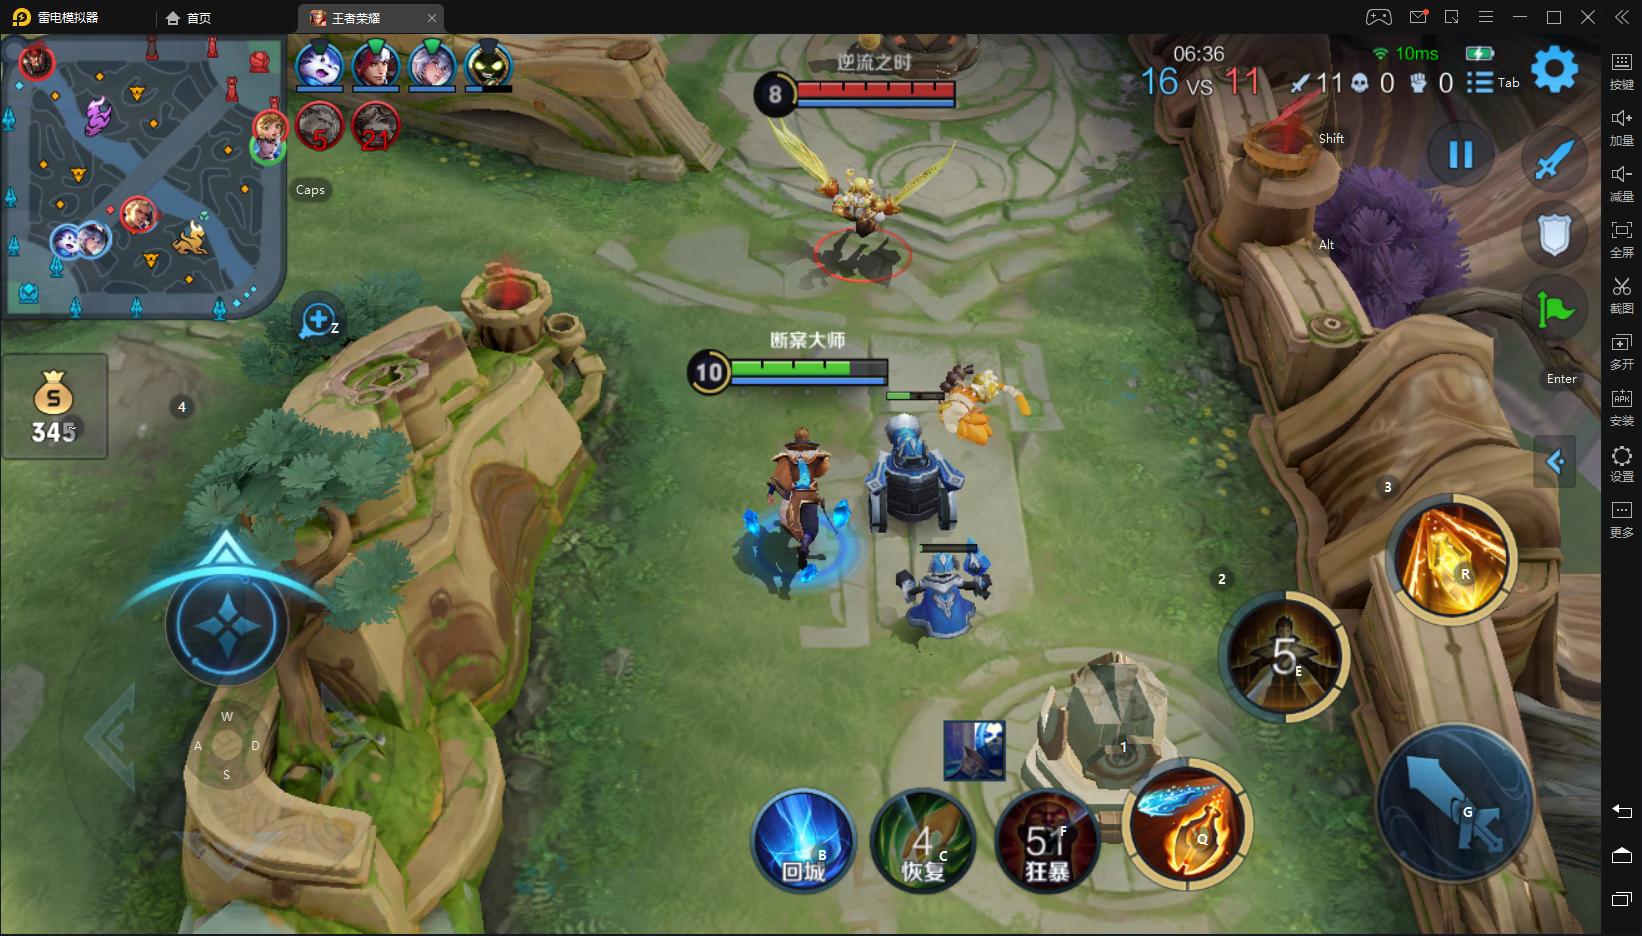 雷电模拟器
首页
王者荣耀
06:36
10ms
16 vs 11
11
0
0
Tab
逆流之时
8
5
21
Caps
Shift
Alt
Enter
Z
345
~
4
断案大师
10
3
R
2
5
E
1
Q
G
W
A
D
S
B
回城
4
C
恢复
51
F
狂暴
按键
加量
减量
全屏
截图
多开
APK
安装
设置
更多